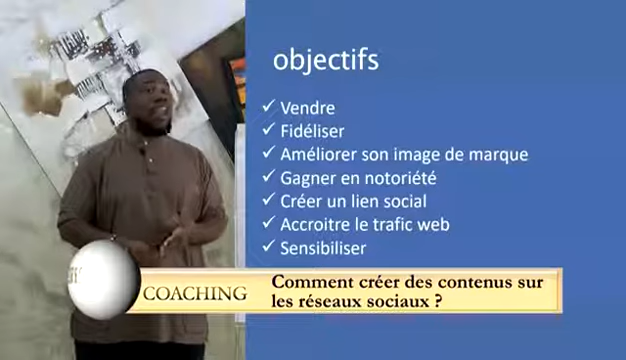 objectifs
✓ Vendre
✓ Fidéliser
✓ Améliorer son image de marque
✓ Gagner en notoriété
✓ Créer un lien social
✓ Accroitre le trafic web
✓ Sensibiliser
COACHING
Comment créer des contenus sur
les réseaux sociaux ?